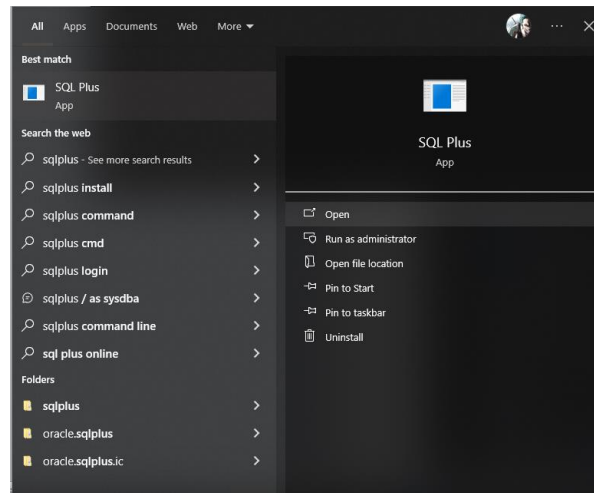 All Apps Documents Web More
Best match
SQL Plus
App
Search the web
sqlplus - See more search results
sqlplus install
sqlplus command
sqlplus cmd
sqlplus login
sqlplus / as sysdba
sqlplus command line
sql plus online
Folders
sqlplus
oracle.sqlplus
oracle.sqlplus.ic
SQL Plus
App
Open
Run as administrator
Open file location
Pin to Start
Pin to taskbar
Uninstall